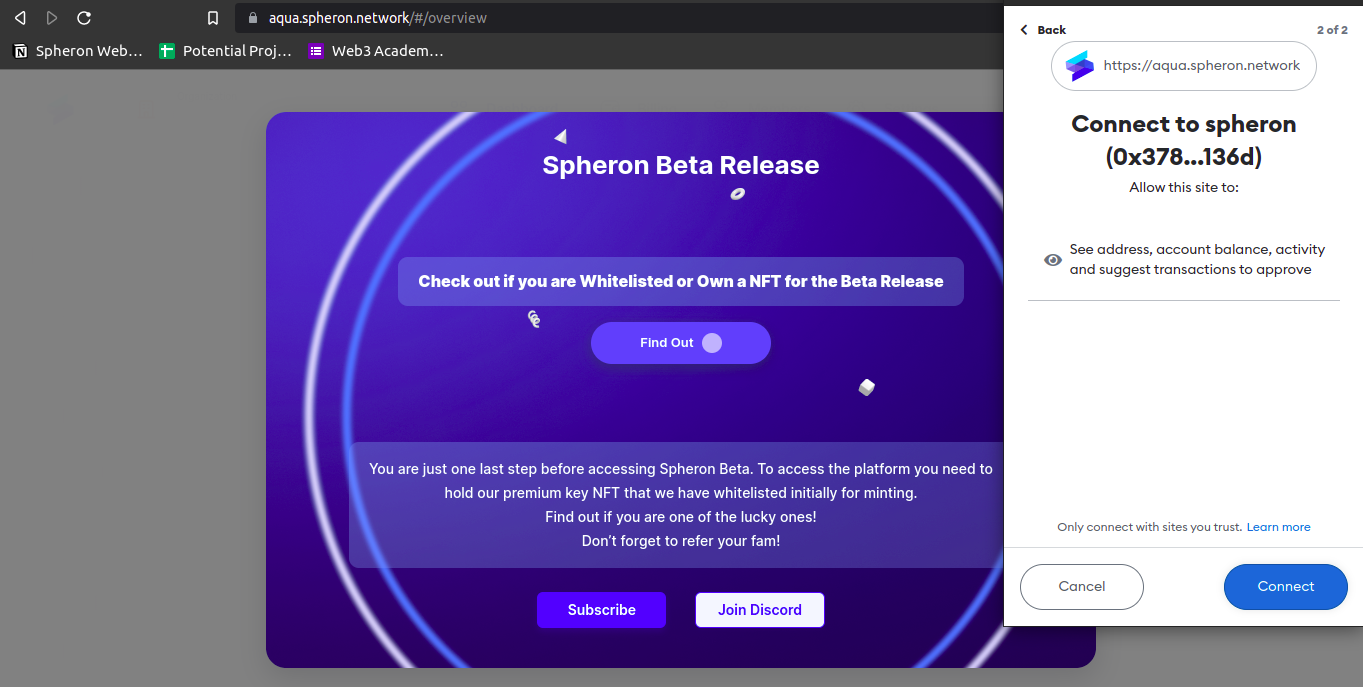 aqua.spheron.network/#/overview
Spheron Web...
Potential Proj...
Web3 Academ...
Spheron Beta Release
Check out if you are Whitelisted or Own a NFT for the Beta Release
Find Out
You are just one last step before accessing Spheron Beta. To access the platform you need to
hold our premium key NFT that we have whitelisted initially for minting.
Find out if you are one of the lucky ones!
Don't forget to refer your fam!
Subscribe
Join Discord
Back
2 of 2
https://aqua.spheron.network
Connect to spheron
(0x378...136d)
Allow this site to:
See address, account balance, activity
and suggest transactions to approve
Only connect with sites you trust. Learn more
Cancel
Connect